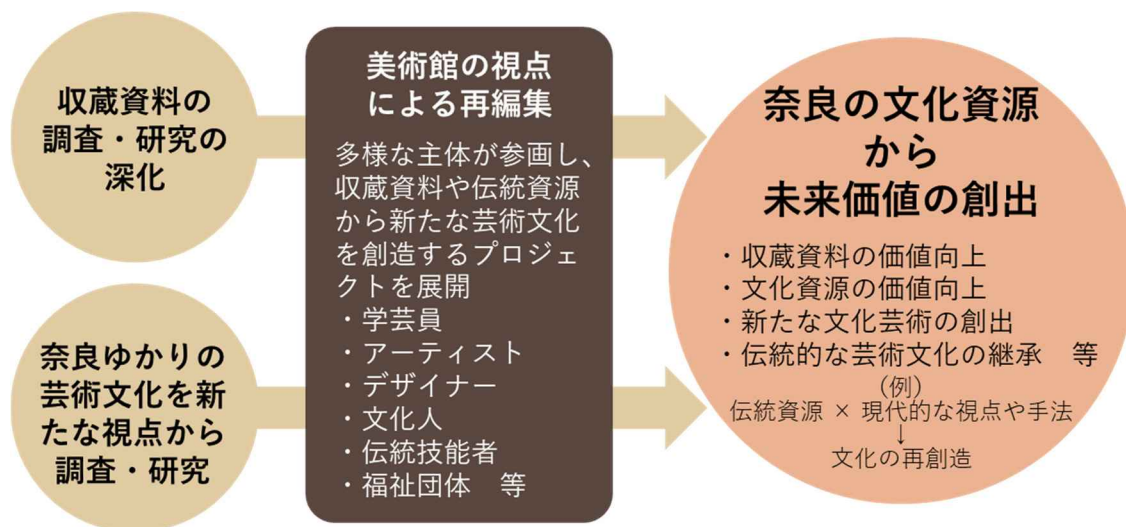 収蔵資料の
調査・研究の
深化
奈良ゆかりの
芸術文化を新
たな視点から
調査・研究
美術館の視点
による再編集
多様な主体が参画し、
収蔵資料や伝統資源
から新たな芸術文化
を創造するプロジェ
クトを展開
・学芸員
・アーティスト
・デザイナー
・文化人
・伝統技能者
・福祉団体　等
奈良の文化資源
から
未来価値の創出
・収蔵資料の価値向上
・文化資源の価値向上
・新たな文化芸術の創出
・伝統的な芸術文化の継承　等
（例）
伝統資源 × 現代的な視点や手法
↓
文化の再創造